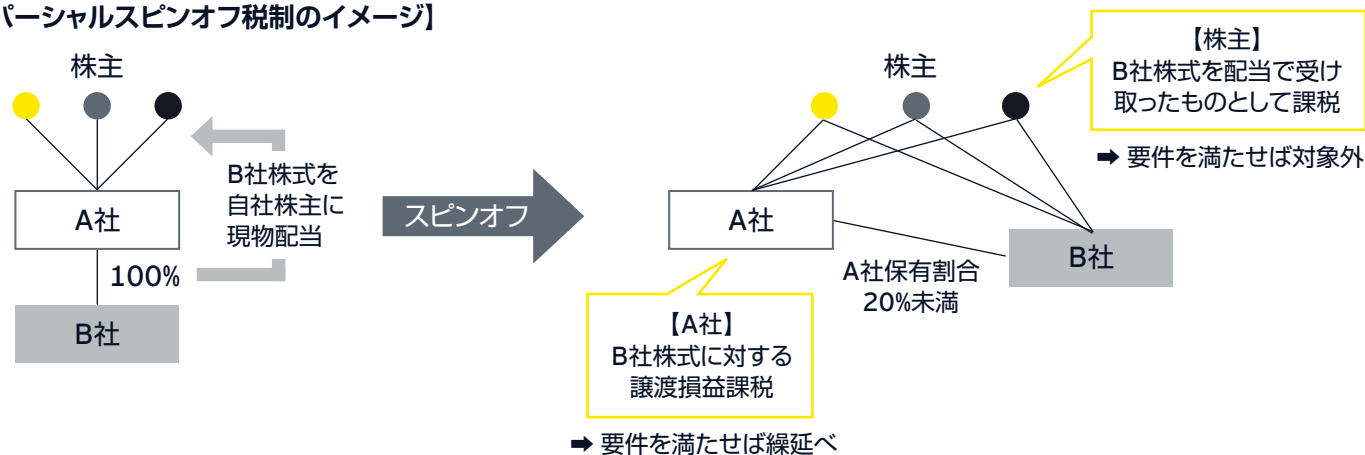 パーシャルスピンオフ税制のイメージ】
株主
A社
100%
B社
B社株式を
自社株主に
現物配当
スピンオフ
株主
A社
B社
A社保有割合
20%未満
【株主】
B社株式を配当で受け
取ったものとして課税
➡ 要件を満たせば対象外
【A社】
B社株式に対する
譲渡損益課税
➡ 要件を満たせば繰延べ